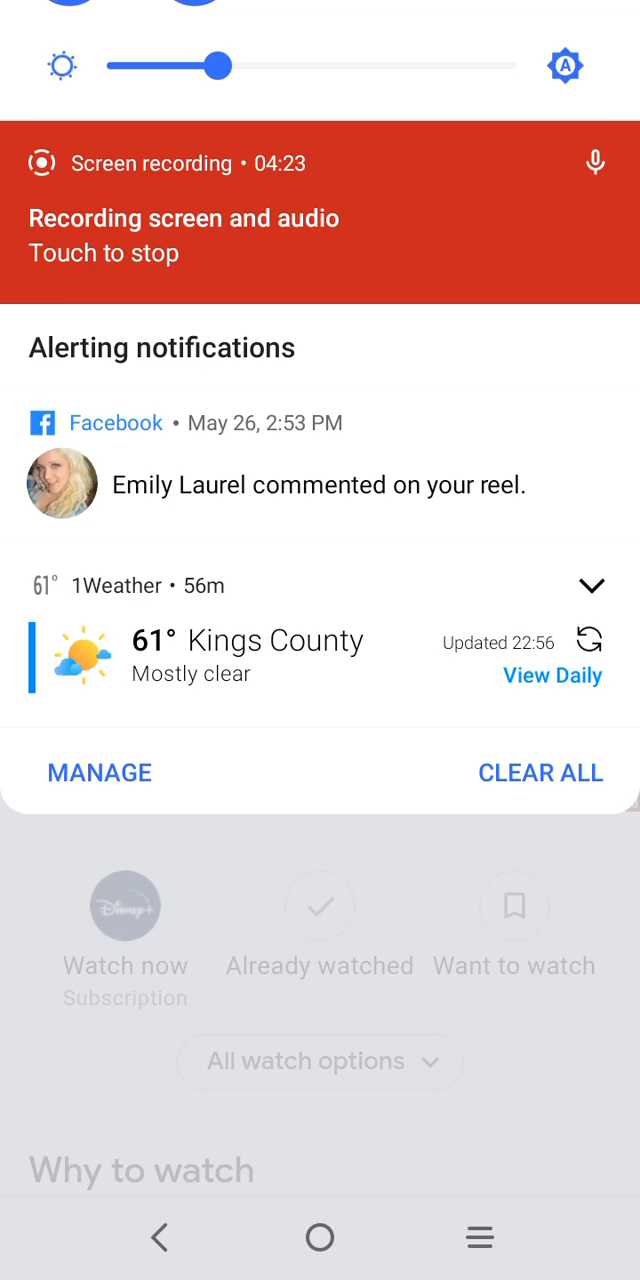 A
Screen recording • 04:23
Recording screen and audio
Touch to stop
Alerting notifications
Facebook • May 26, 2:53 PM
Emily Laurel commented on your reel.
61° 1Weather • 56m
61° Kings County
Updated 22:56
Mostly clear
View Daily
MANAGE
CLEAR ALL
Disney+
Watch now
Already watched
Want to watch
Subscription
All watch options
Why to watch